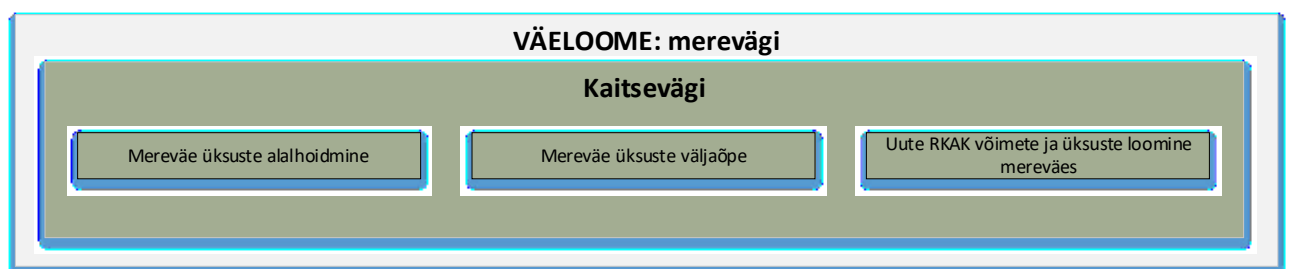 VÄELOOME: merevägi
Kaitsevägi
Mereväe üksuste alalhoidmine
Mereväe üksuste väljaõpe
Uute RKAK võimete ja üksuste loomine
mereväes